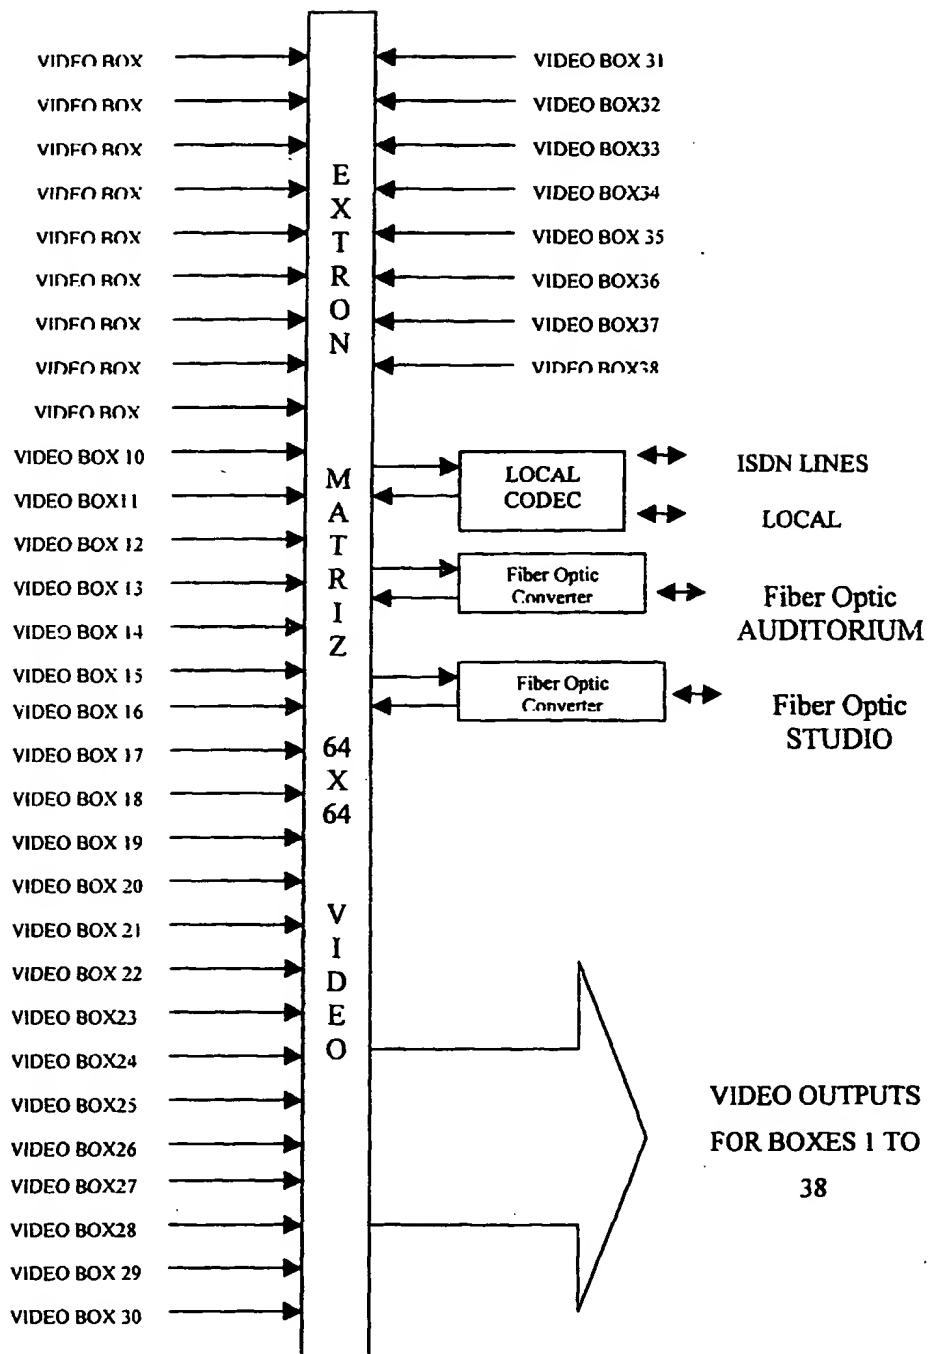 VIDEO BOX
VIDEO BOX
VIDEO BOX
VIDEO BOX
VIDEO BOX
VIDEO BOX
VIDEO BOX
VIDEO BOX
VIDEO BOX
VIDEO BOX 10
VIDEO BOX11
VIDEO BOX 12
VIDEO BOX 13
VIDEO BOX 14
VIDEO BOX 15
VIDEO BOX 16
VIDEO BOX 17
VIDEO BOX 18
VIDEO BOX 19
VIDEO BOX 20
VIDEO BOX 21
VIDEO BOX 22
VIDEO BOX23
VIDEO BOX24
VIDEO BOX25
VIDEO BOX26
VIDEO BOX27
VIDEO BOX28
VIDEO BOX 29
VIDEO BOX 30
EXTRON
MATRIZ
64
X
64
VIDEO
VIDEO BOX 31
VIDEO BOX32
VIDEO BOX33
VIDEO BOX34
VIDEO BOX 35
VIDEO BOX36
VIDEO BOX37
VIDEO BOX38
LOCAL
CODEC
ISDN LINES
LOCAL
Fiber Optic
Converter
Fiber Optic
AUDITORIUM
Fiber Optic
Converter
Fiber Optic
STUDIO
VIDEO OUTPUTS
FOR BOXES 1 TO
38